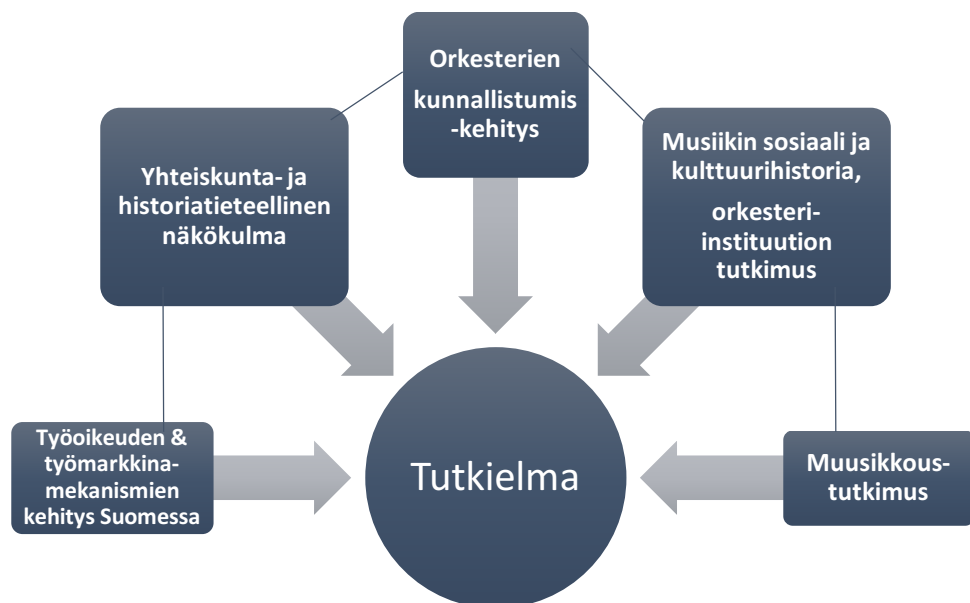 Orkesterien
kunnallistumis
-kehitys
Yhteiskunta- ja
historiatieteellinen
näkökulma
Musiikin sosiaali ja
kulttuurihistoria,
orkesteri-
instituution
tutkimus
Työoikeuden &
työmarkkina-
mekanismien
kehitys Suomessa
Tutkielma
Muusikkous-
tutkimus